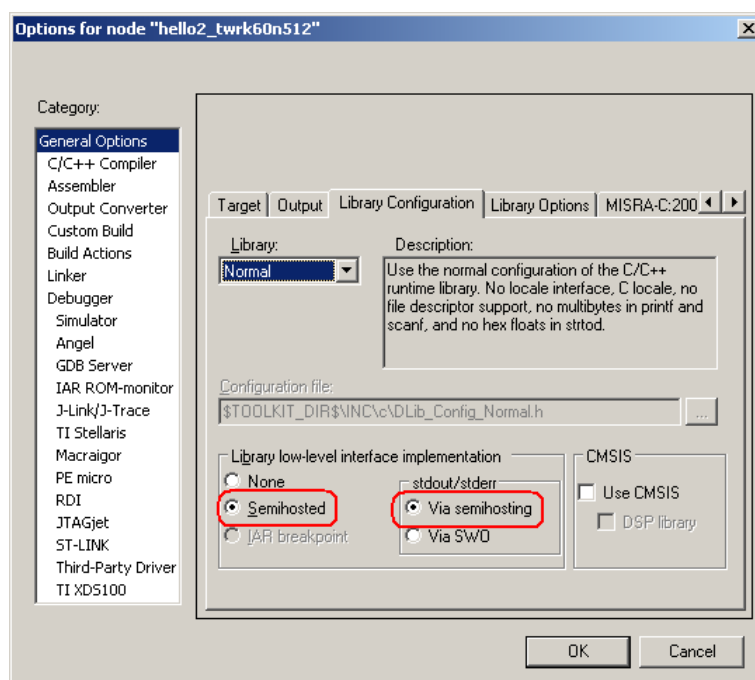 Options for node "hello2_twrk60n512"
Category:
General Options
C/C++ Compiler
Assembler
Output Converter
Custom Build
Build Actions
Linker
Debugger
Simulator
Angel
GDB Server
IAR ROM-monitor
J-Link/J-Trace
TI Stellaris
Macraigor
PE micro
RDI
JTAGjet
ST-LINK
Third-Party Driver
TI XDS100
Target Output Library Configuration Library Options MISRA-C:200
Library:
Normal
Description:
Use the normal configuration of the C/C++
runtime library. No locale interface, C locale, no
file descriptor support, no multibytes in printf and
scanf, and no hex floats in strtod.
Configuration file:
$TOOLKIT_DIR$\INC\c\DLib_Config_Normal.h ...
Library low-level interface implementation
None
Semihosted
IAR breakpoint
stdout/stderr
Via semihosting
Via SWO
CMSIS
Use CMSIS
DSP library
OK Cancel